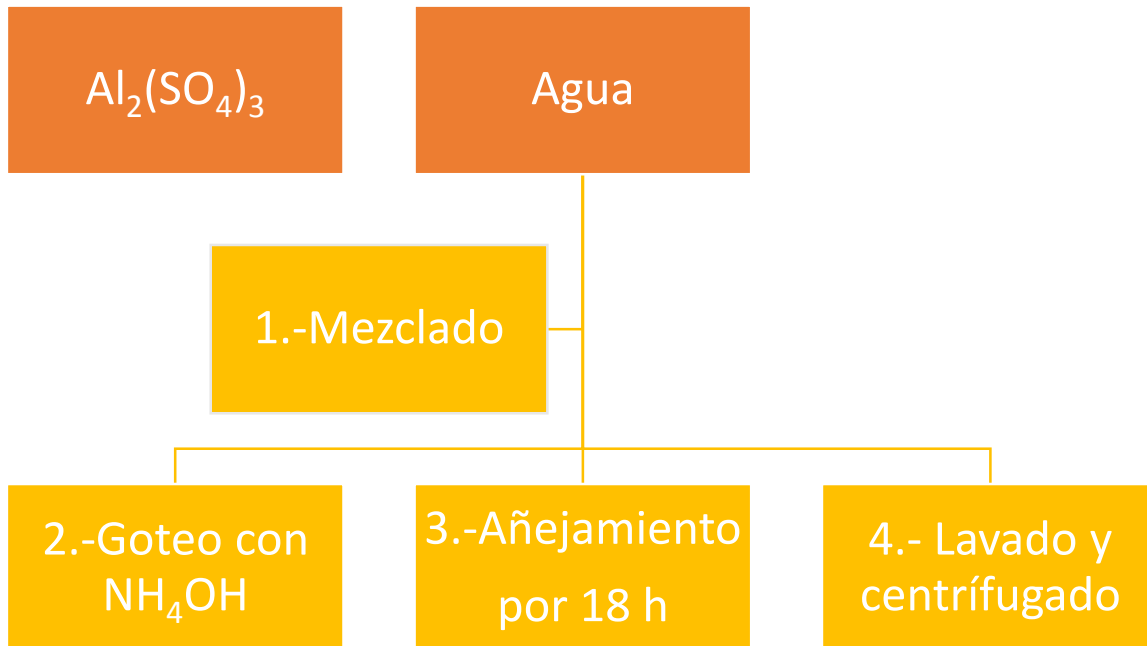 Al₂(SO₄)₃
Agua
1.-Mezclado
2.-Goteo con
NH₄OH
3.-Añejamiento
por 18 h
4.- Lavado y
centrífugado